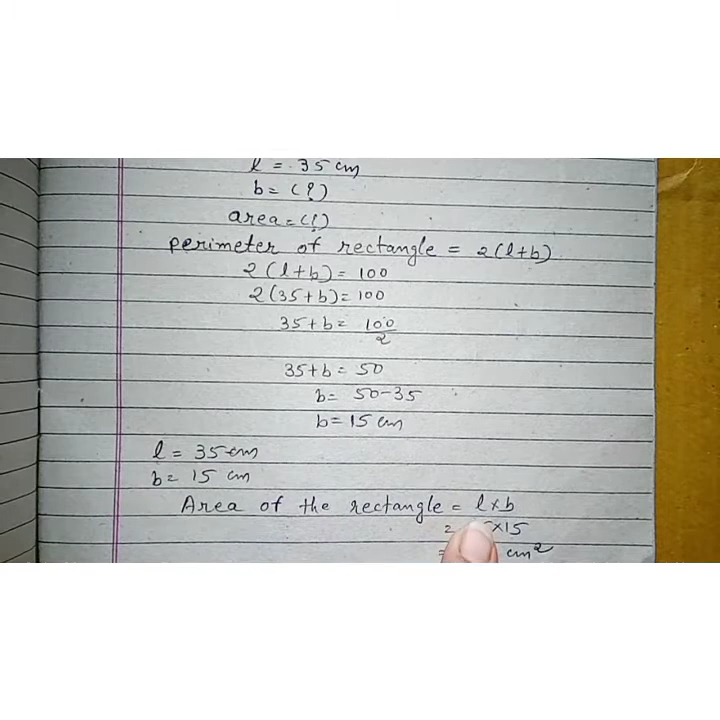 l = 35 cm
b = (?)
area = (?)
perimeter of rectangle = 2(l+b)
2(l+b) = 100
2(35+b) = 100
35+b = 100/2
35+b = 50
b = 50-35
b = 15 cm
l = 35 cm
b = 15 cm
Area of the rectangle = l×b
= ×15
= cm²